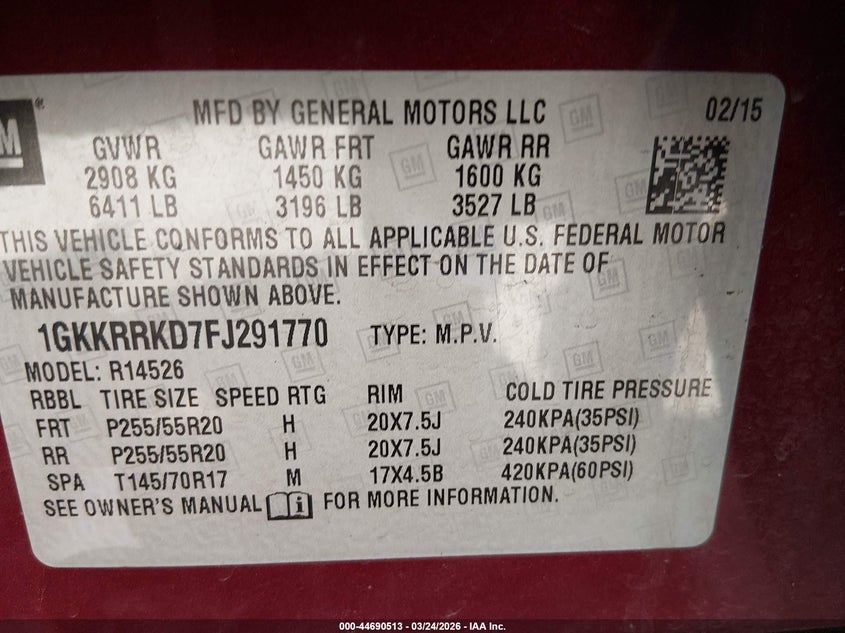 GM ®
MFD BY GENERAL MOTORS LLC 02/15
GVWR GAWR FRT GAWR RR
2908 KG 1450 KG 1600 KG
6411 LB 3196 LB 3527 LB
THIS VEHICLE CONFORMS TO ALL APPLICABLE U.S. FEDERAL MOTOR
VEHICLE SAFETY STANDARDS IN EFFECT ON THE DATE OF
MANUFACTURE SHOWN ABOVE.
1GKKRRKD7FJ291770 TYPE: M.P.V.
MODEL: R14526
RBBL TIRE SIZE SPEED RTG RIM COLD TIRE PRESSURE
FRT P255/55R20 H 20X7.5J 240KPA(35PSI)
RR P255/55R20 H 20X7.5J 240KPA(35PSI)
SPA T145/70R17 M 17X4.5B 420KPA(60PSI)
SEE OWNER'S MANUAL i FOR MORE INFORMATION.
000-44690513 - 03/24/2026 - IAA Inc.